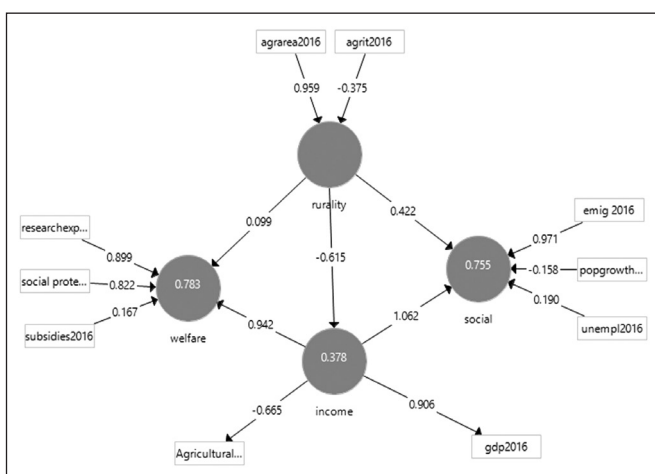 agrarea2016 agrit2016
0.959 -0.375
rurality
0.099 0.422
-0.615
researchexp...
0.899
social prote...
0.822
subsidies2016
0.167
0.783
welfare
emig 2016
0.971
popgrowth...
-0.158
unempl2016
0.190
0.755
social
0.942 1.062
0.378
income
-0.665 0.906
Agricultural...
gdp2016